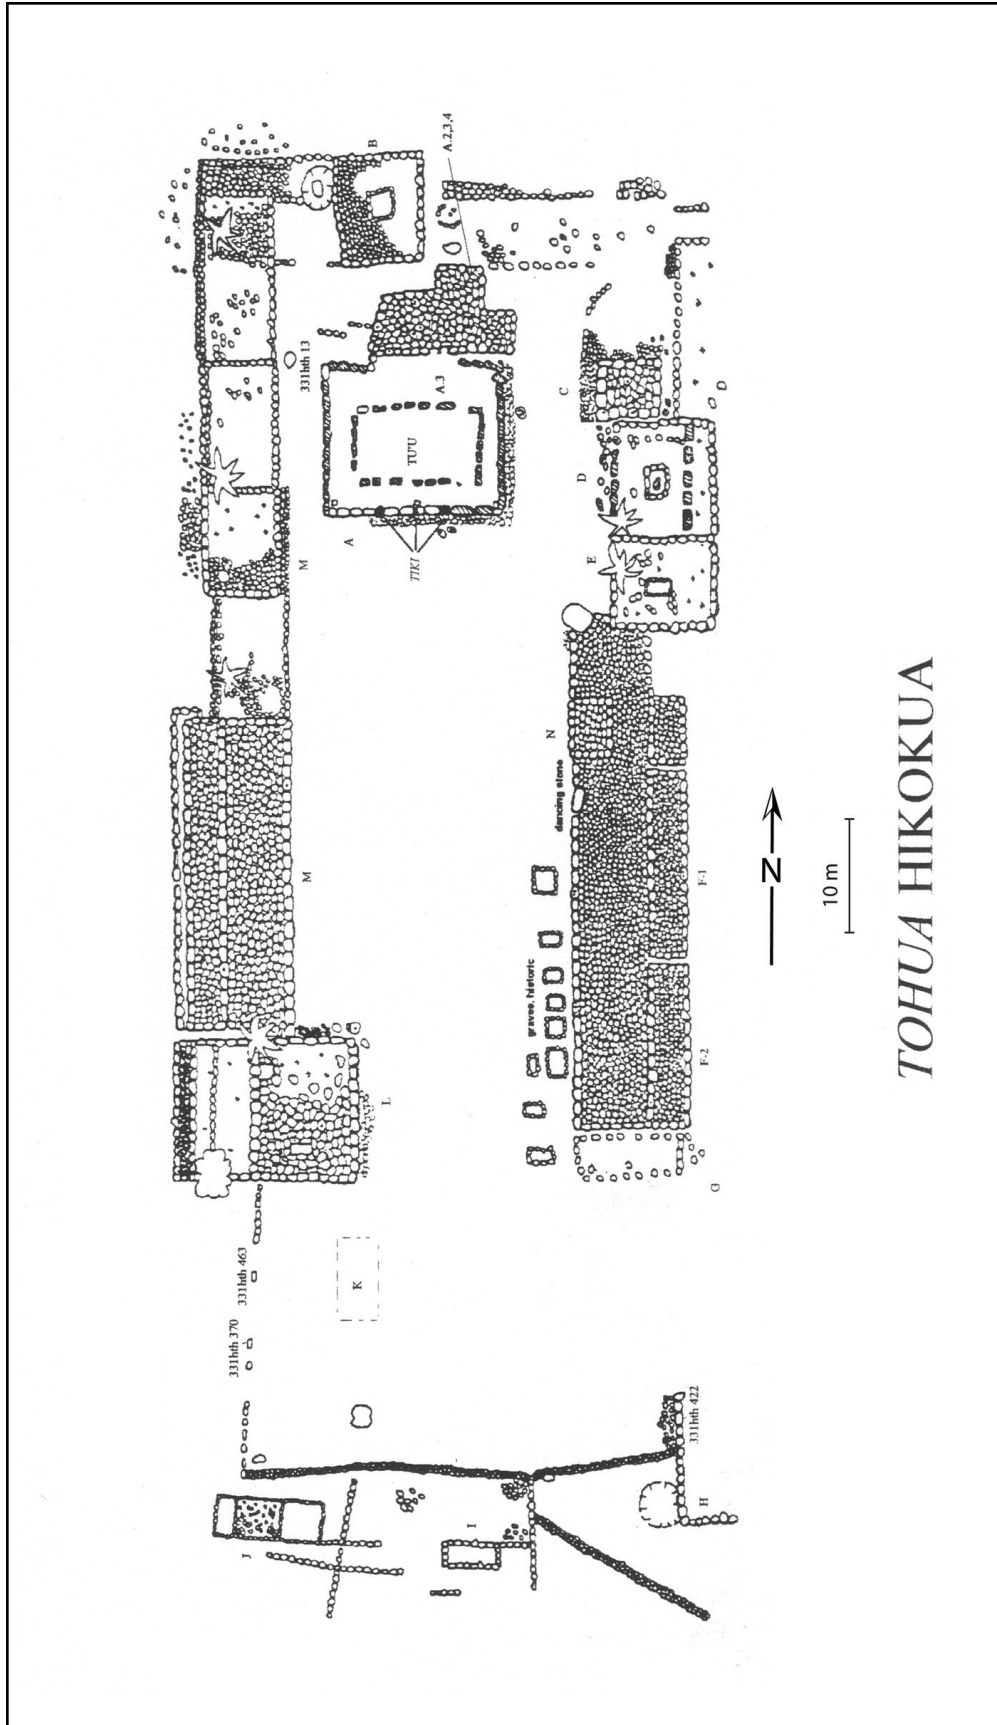 B
A.2,3,4
331hth 13
A.3
TU'U
A
TIKI
M
C
D
D
E
N
dancing stone
M
F-1
graves, historic
F-2
L
G
K
331hth 463
331hth 370
331hth 422
H
I
J
N
10 m
TOHUA HIKOKUA